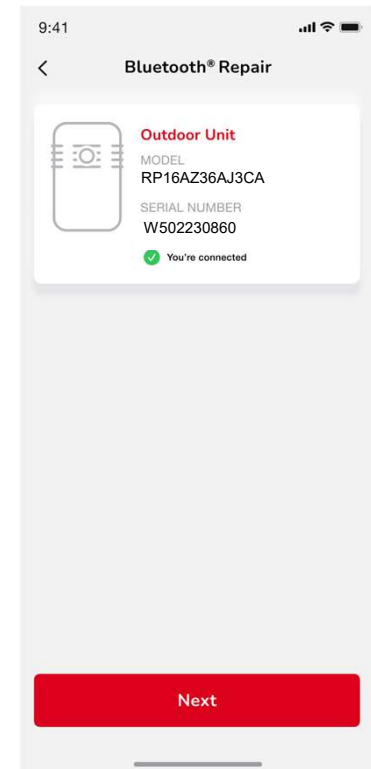 9:41
Bluetooth® Repair
Outdoor Unit
MODEL
RP16AZ36AJ3CA
SERIAL NUMBER
W502230860
You're connected
Next